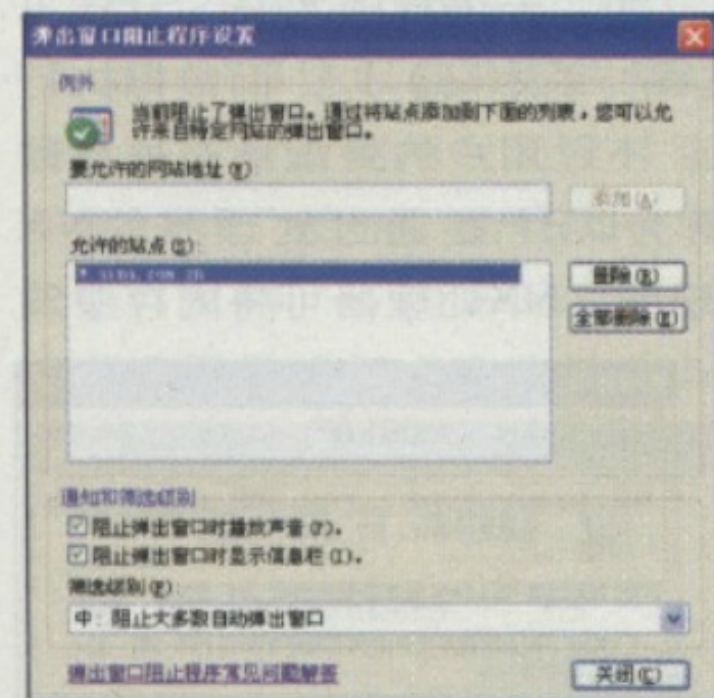 弹出窗口阻止程序设置
例外
当前阻止了弹出窗口。通过将站点添加到下面的列表，您可以允
许来自特定网站的弹出窗口。
要允许的网站地址(W):
添加(A)
允许的站点(S):
*.sina.com.cn
删除(R)
全部删除(E)
通知和筛选级别
阻止弹出窗口时播放声音(P)。
阻止弹出窗口时显示信息栏(I)。
筛选级别(F):
中: 阻止大多数自动弹出窗口
弹出窗口阻止程序常见问题解答
关闭(C)